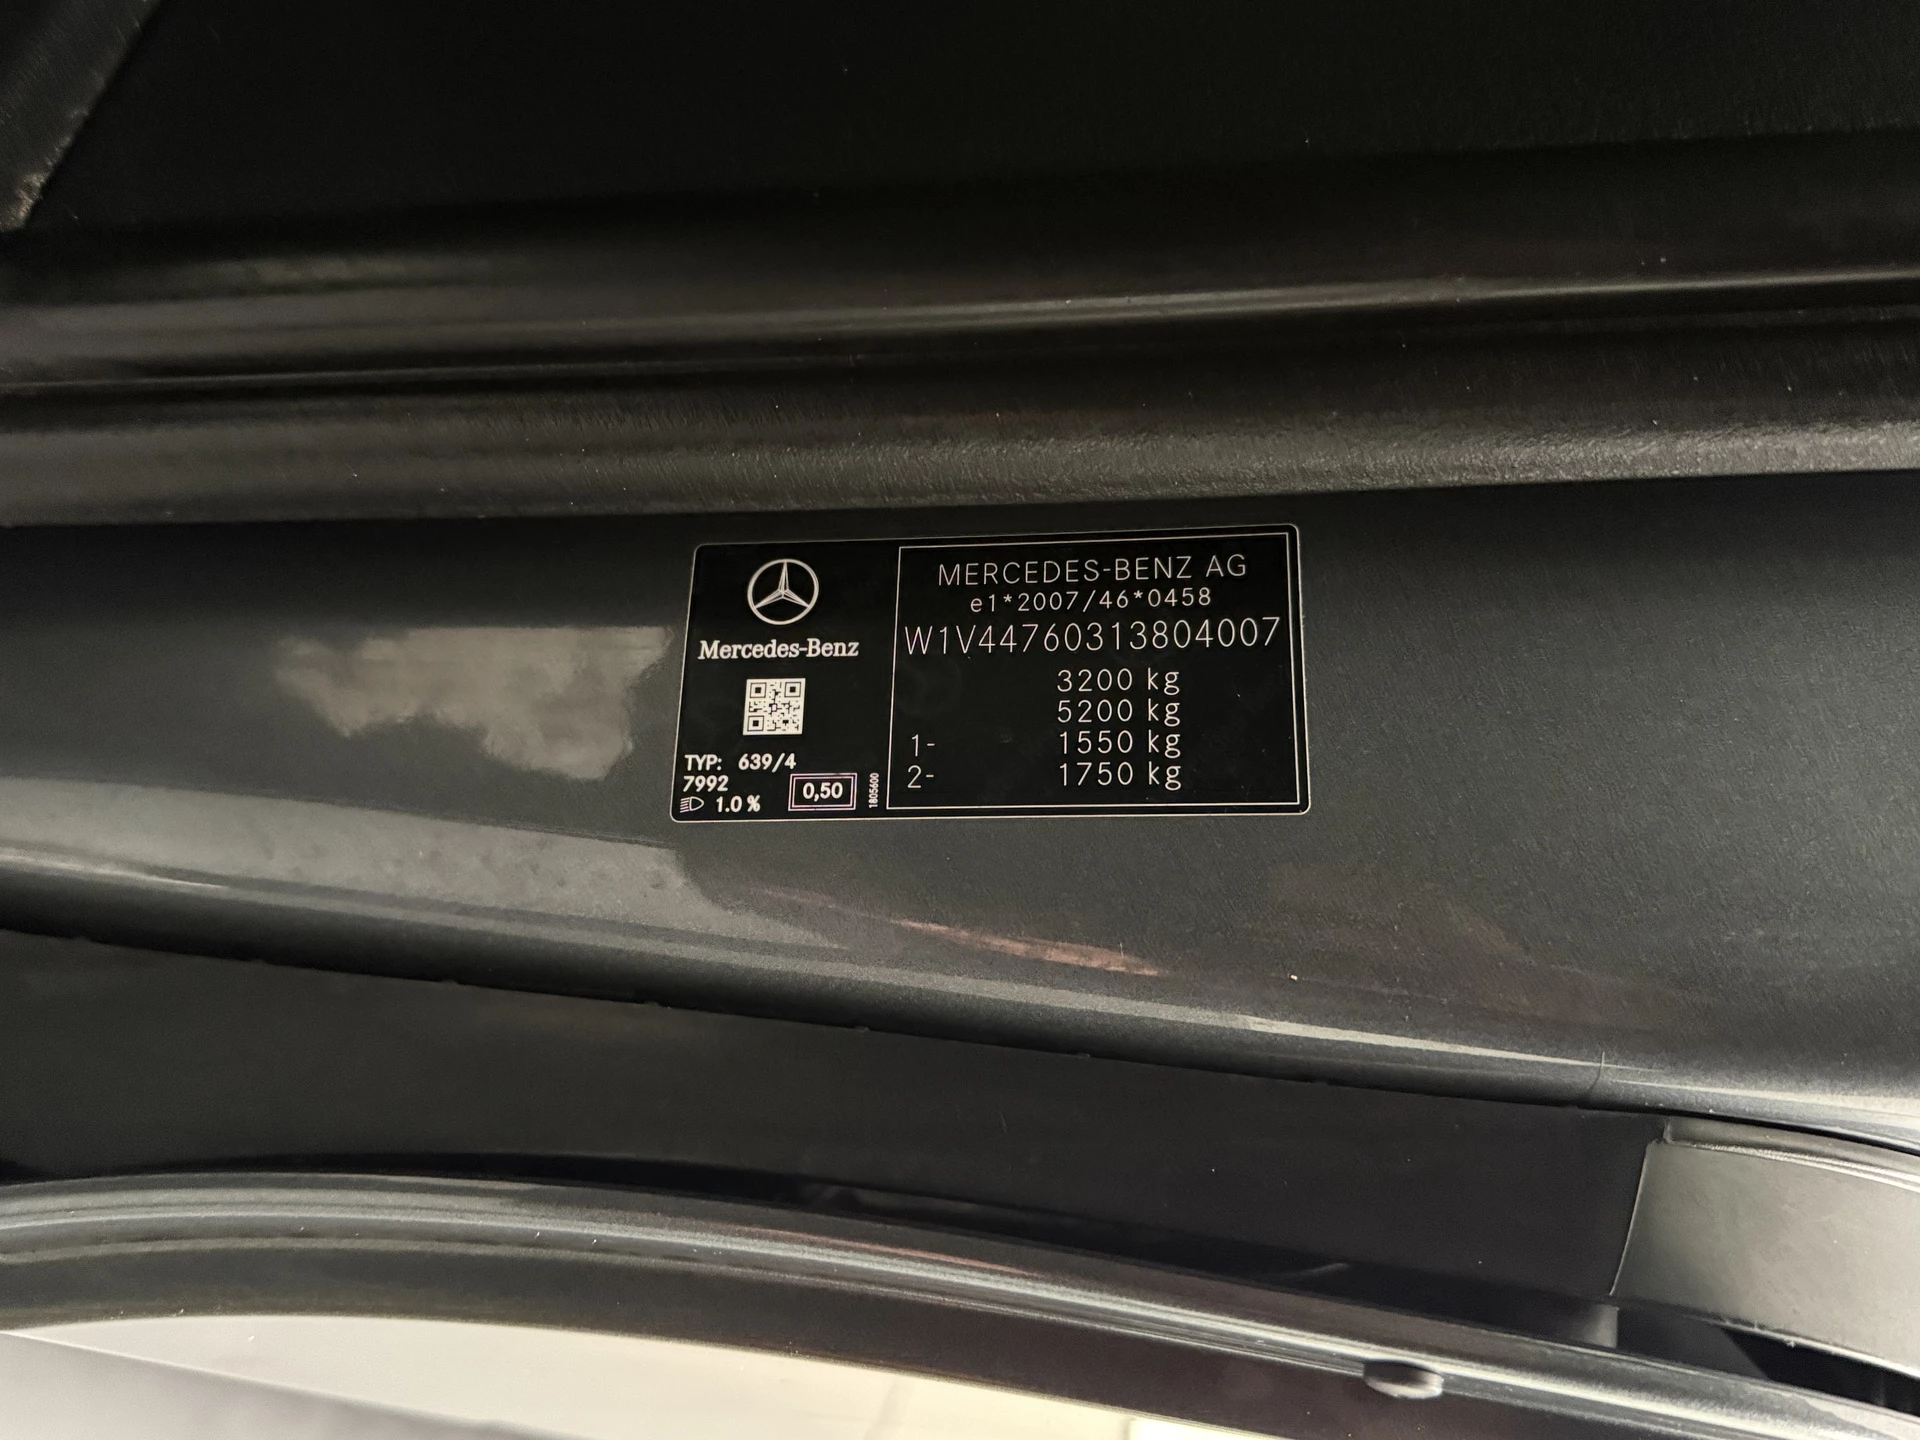 Mercedes-Benz
TYP: 639/4
7992
1.0 %
0,50
1805600
MERCEDES-BENZ AG
e1*2007/46*0458
W1V44760313804007
3200 kg
5200 kg
1- 1550 kg
2- 1750 kg